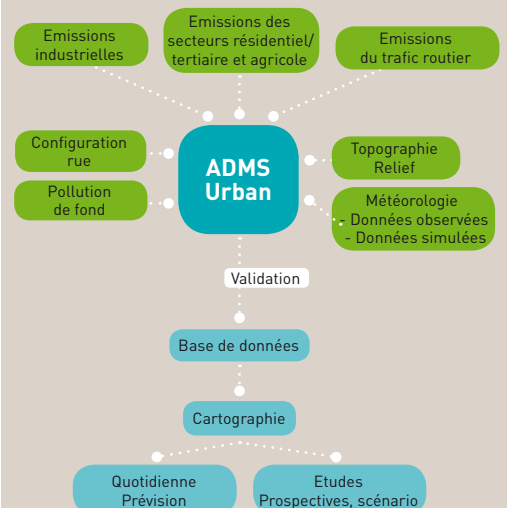 Emissions
industrielles
Emissions des
secteurs résidentiel/
tertiaire et agricole
Emissions
du trafic routier
Configuration
rue
Pollution
de fond
ADMS
Urban
Topographie
Relief
Météorologie
- Données observées
- Données simulées
Validation
Base de données
Cartographie
Quotidienne
Prévision
Etudes
Prospectives, scénario